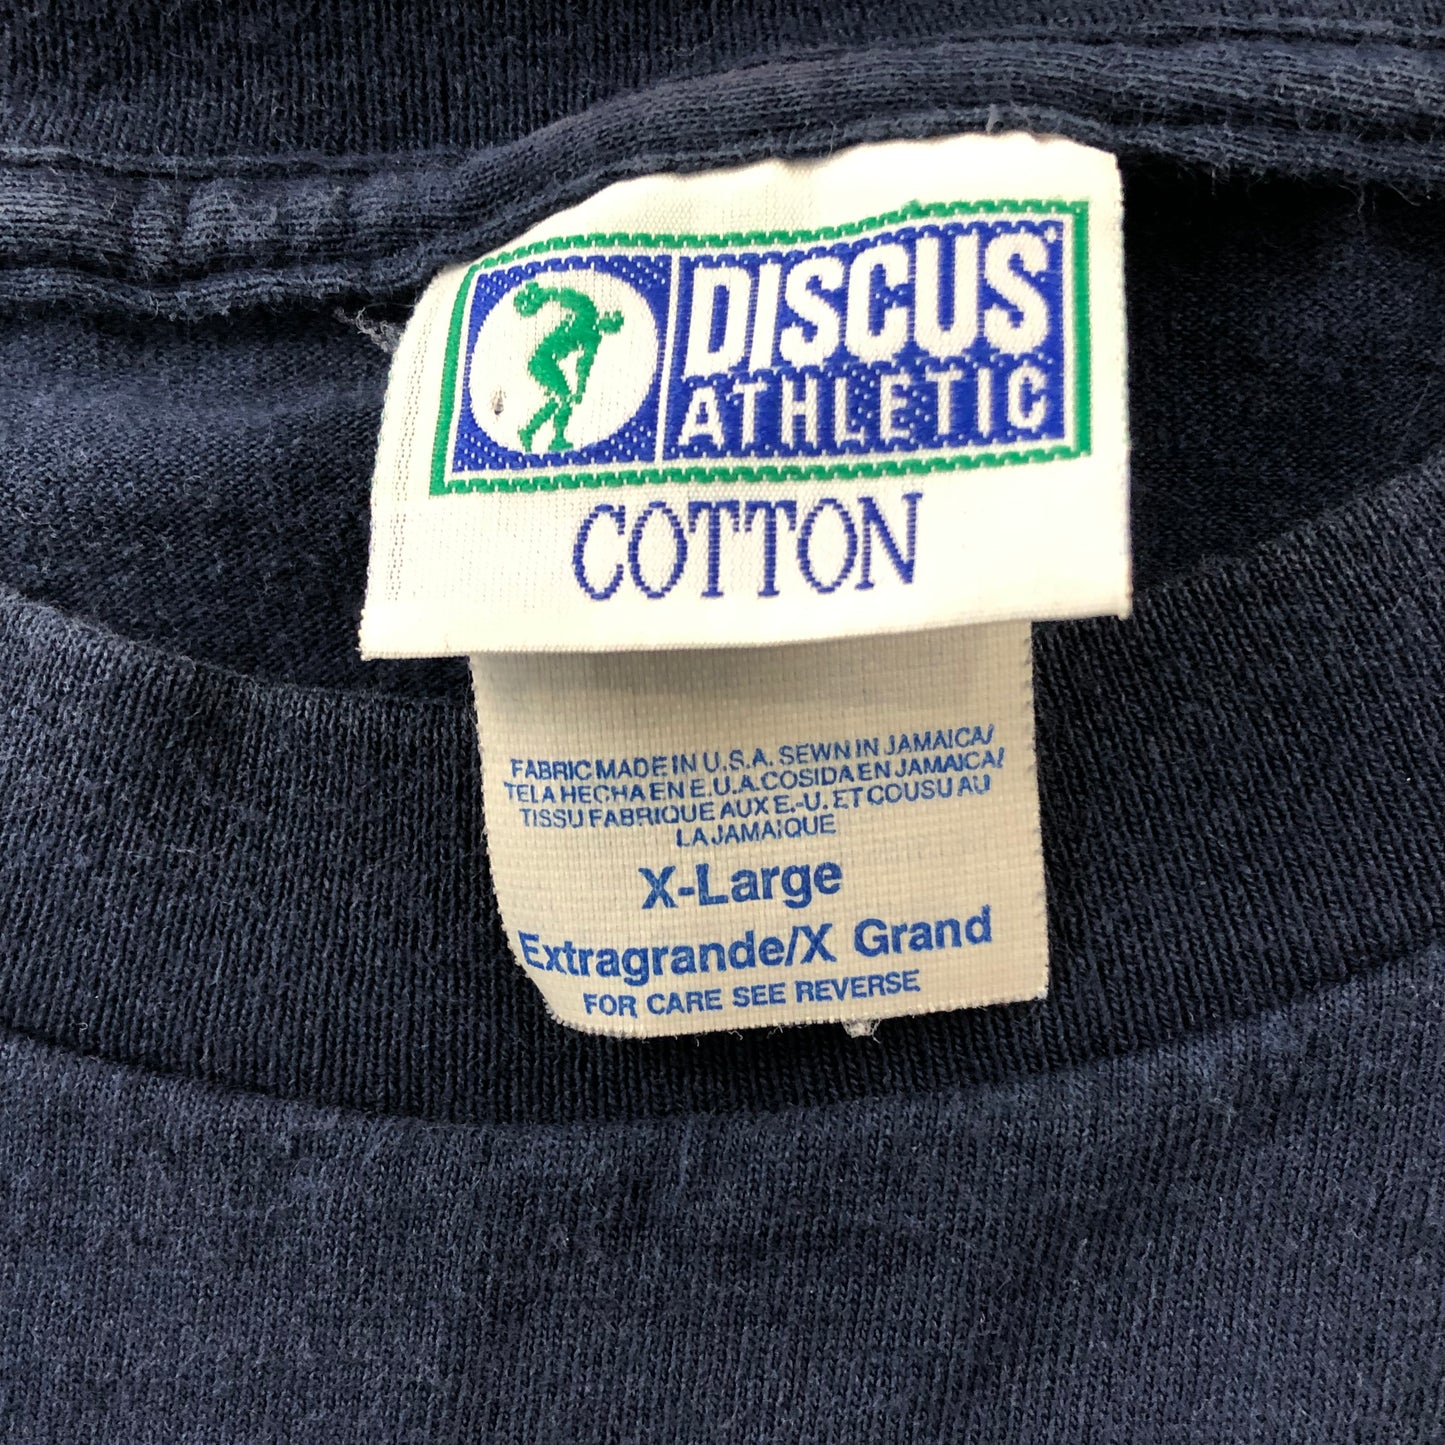 DISCUS
ATHLETIC
COTTON
FABRIC MADE IN U.S.A. SEWN IN JAMAICA/
TELA HECHA EN E.U.A. COSIDA EN JAMAICA/
TISSU FABRIQUE AUX E.-U. ET COUSU AU
LA JAMAIQUE
X-Large
Extragrande/X Grand
FOR CARE SEE REVERSE